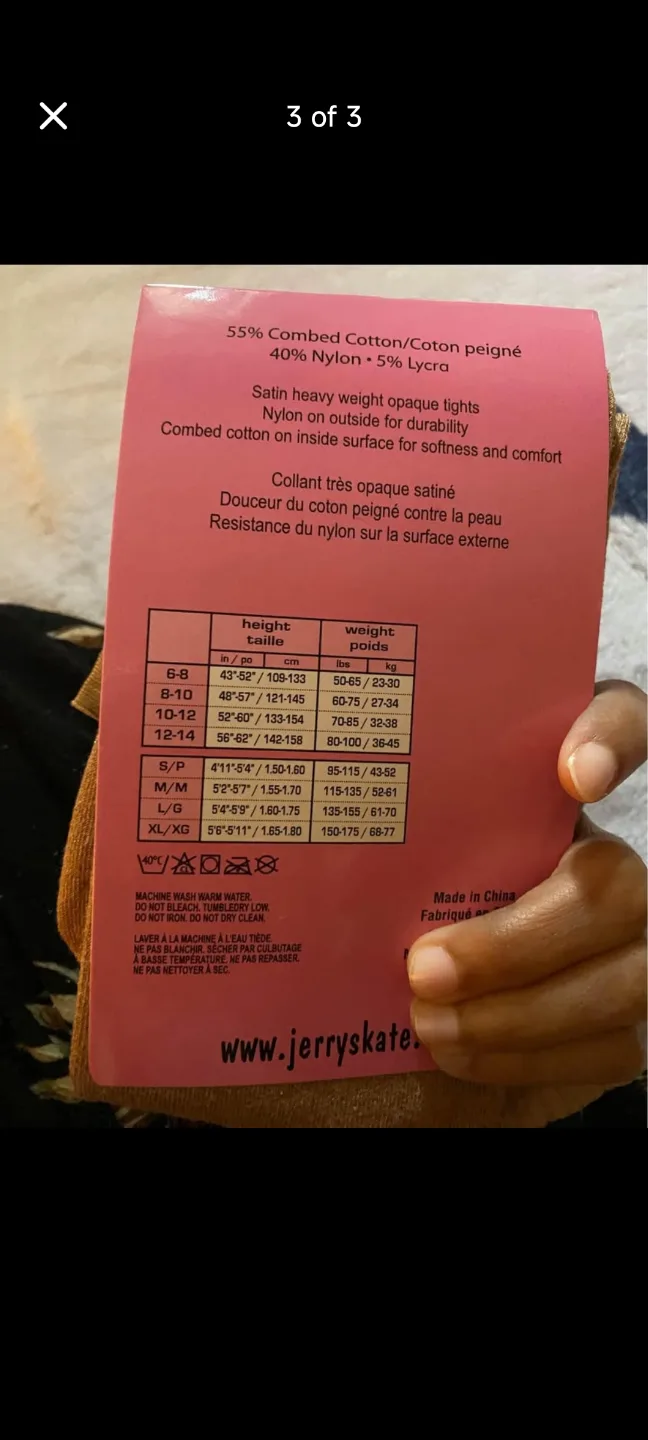 3 of 3
55% Combed Cotton/Coton peigné
40% Nylon • 5% Lycra
Satin heavy weight opaque tights
Nylon on outside for durability
Combed cotton on inside surface for softness and comfort
Collant très opaque satiné
Douceur du coton peigné contre la peau
Resistance du nylon sur la surface externe
height weight
taille poids
in / po cm lbs kg
6-8 43"-52" / 109-133 50-65 / 23-30
8-10 48"-57" / 121-145 60-75 / 27-34
10-12 52"-60" / 133-154 70-85 / 32-38
12-14 56"-62" / 142-158 80-100 / 36-45
S/P 4'11"-5'4" / 1.50-1.60 95-115 / 43-52
M/M 5'2"-5'7" / 1.55-1.70 115-135 / 52-61
L/G 5'4"-5'9" / 1.60-1.75 135-155 / 61-70
XL/XG 5'6"-5'11" / 1.65-1.80 150-175 / 68-77
40°C
MACHINE WASH WARM WATER.
DO NOT BLEACH. TUMBLEDRY LOW.
DO NOT IRON. DO NOT DRY CLEAN.
LAVER À LA MACHINE À L'EAU TIÈDE.
NE PAS BLANCHIR. SÉCHER PAR CULBUTAGE
À BASSE TEMPÉRATURE. NE PAS REPASSER.
NE PAS NETTOYER À SEC.
Made in China
Fabriqué en
www.jerryskate.